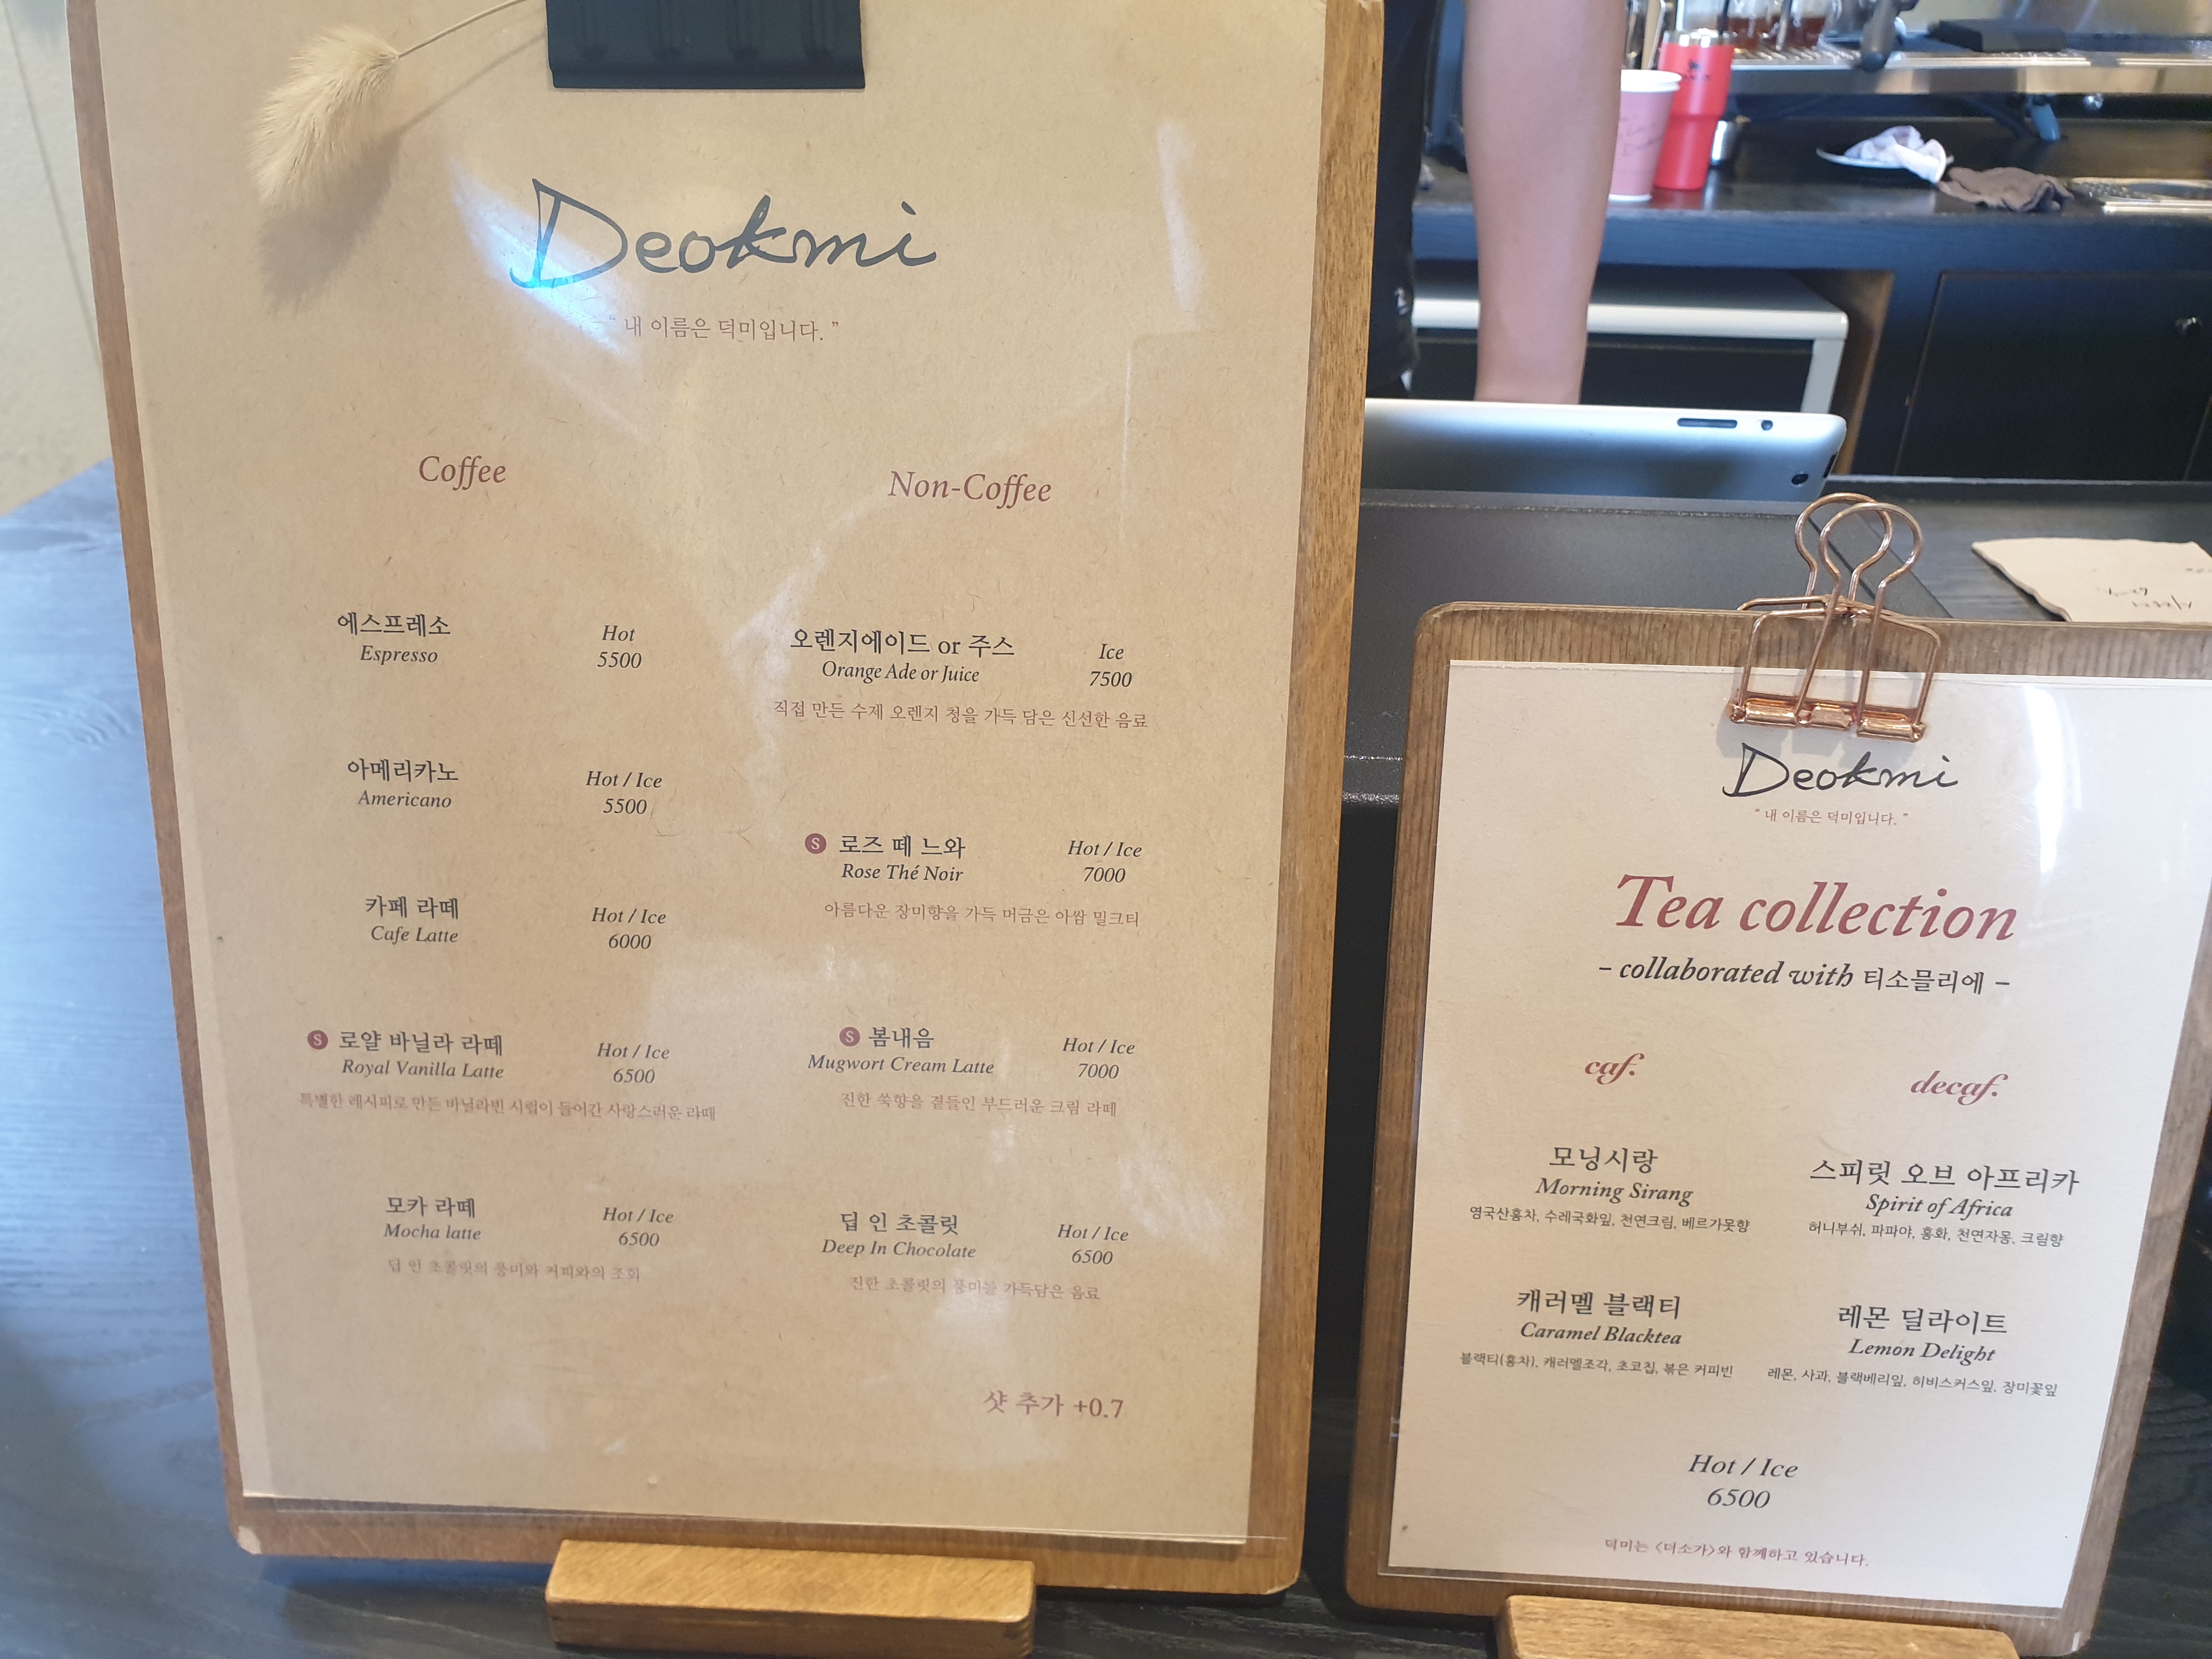 Deokmi
“ 내 이름은 덕미입니다. ”
Coffee
에스프레소 Hot
Espresso 5500
아메리카노 Hot / Ice
Americano 5500
카페 라떼 Hot / Ice
Cafe Latte 6000
S 로얄 바닐라 라떼 Hot / Ice
Royal Vanilla Latte 6500
특별한 레시피로 만든 바닐라빈 시럽이 들어간 사랑스러운 라떼
모카 라떼 Hot / Ice
Mocha latte 6500
딥 인 초콜릿의 풍미와 커피와의 조화
Non-Coffee
오렌지에이드 or 주스 Ice
Orange Ade or Juice 7500
직접 만든 수제 오렌지 청을 가득 담은 신선한 음료
S 로즈 떼 느와 Hot / Ice
Rose Thé Noir 7000
아름다운 장미향을 가득 머금은 아쌈 밀크티
S 봄내음 Hot / Ice
Mugwort Cream Latte 7000
진한 쑥향을 곁들인 부드러운 크림 라떼
딥 인 초콜릿 Hot / Ice
Deep In Chocolate 6500
진한 초콜릿의 풍미를 가득담은 음료
샷 추가 +0.7
Deokmi
“ 내 이름은 덕미입니다. ”
Tea collection
– collaborated with 티소믈리에 –
caf.
모닝시랑
Morning Sirang
영국산홍차, 수레국화잎, 천연크림, 베르가못향
캐러멜 블랙티
Caramel Blacktea
블랙티(홍차), 캐러멜조각, 초코칩, 볶은 커피빈
decaf.
스피릿 오브 아프리카
Spirit of Africa
허니부쉬, 파파야, 홍화, 천연자몽, 크림향
레몬 딜라이트
Lemon Delight
레몬, 사과, 블랙베리잎, 히비스커스잎, 장미꽃잎
Hot / Ice
6500
덕미는 〈더소가〉와 함께하고 있습니다.